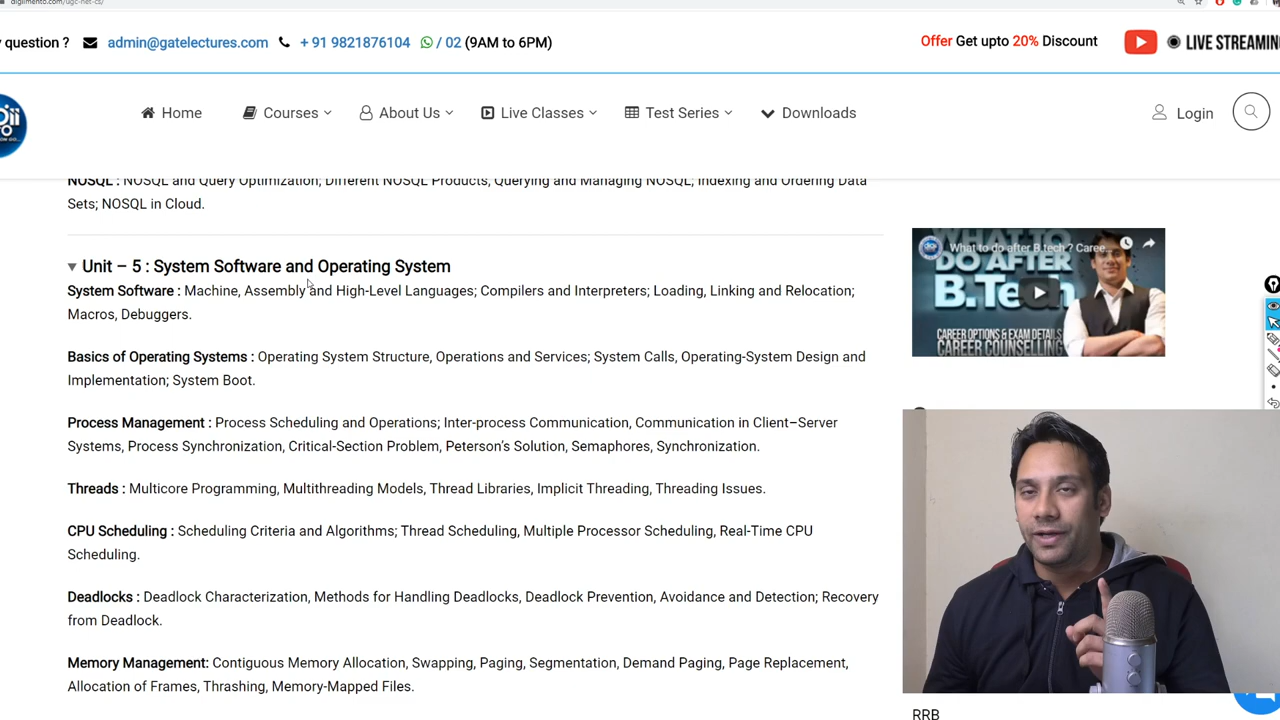 digiimento.com/ugc-net-cs/
y question ? admin@gatelectures.com + 91 9821876104 / 02 (9AM to 6PM)
Offer Get upto 20% Discount
LIVE STREAMIN
Home Courses About Us Live Classes Test Series Downloads
Login
NOSQL : NOSQL and Query Optimization; Different NOSQL Products, Querying and Managing NOSQL; Indexing and Ordering Data
Sets; NOSQL in Cloud.
Unit – 5 : System Software and Operating System
System Software : Machine, Assembly and High-Level Languages; Compilers and Interpreters; Loading, Linking and Relocation;
Macros, Debuggers.
Basics of Operating Systems : Operating System Structure, Operations and Services; System Calls, Operating-System Design and
Implementation; System Boot.
Process Management : Process Scheduling and Operations; Inter-process Communication, Communication in Client–Server
Systems, Process Synchronization, Critical-Section Problem, Peterson's Solution, Semaphores, Synchronization.
Threads : Multicore Programming, Multithreading Models, Thread Libraries, Implicit Threading, Threading Issues.
CPU Scheduling : Scheduling Criteria and Algorithms; Thread Scheduling, Multiple Processor Scheduling, Real-Time CPU
Scheduling.
Deadlocks : Deadlock Characterization, Methods for Handling Deadlocks, Deadlock Prevention, Avoidance and Detection; Recovery
from Deadlock.
Memory Management: Contiguous Memory Allocation, Swapping, Paging, Segmentation, Demand Paging, Page Replacement,
Allocation of Frames, Thrashing, Memory-Mapped Files.
What to do after B.tech ? Caree...
DO AFTER
B.Tech
CAREER OPTIONS & EXAM DETAILS
CAREER COUNSELLING
RRB